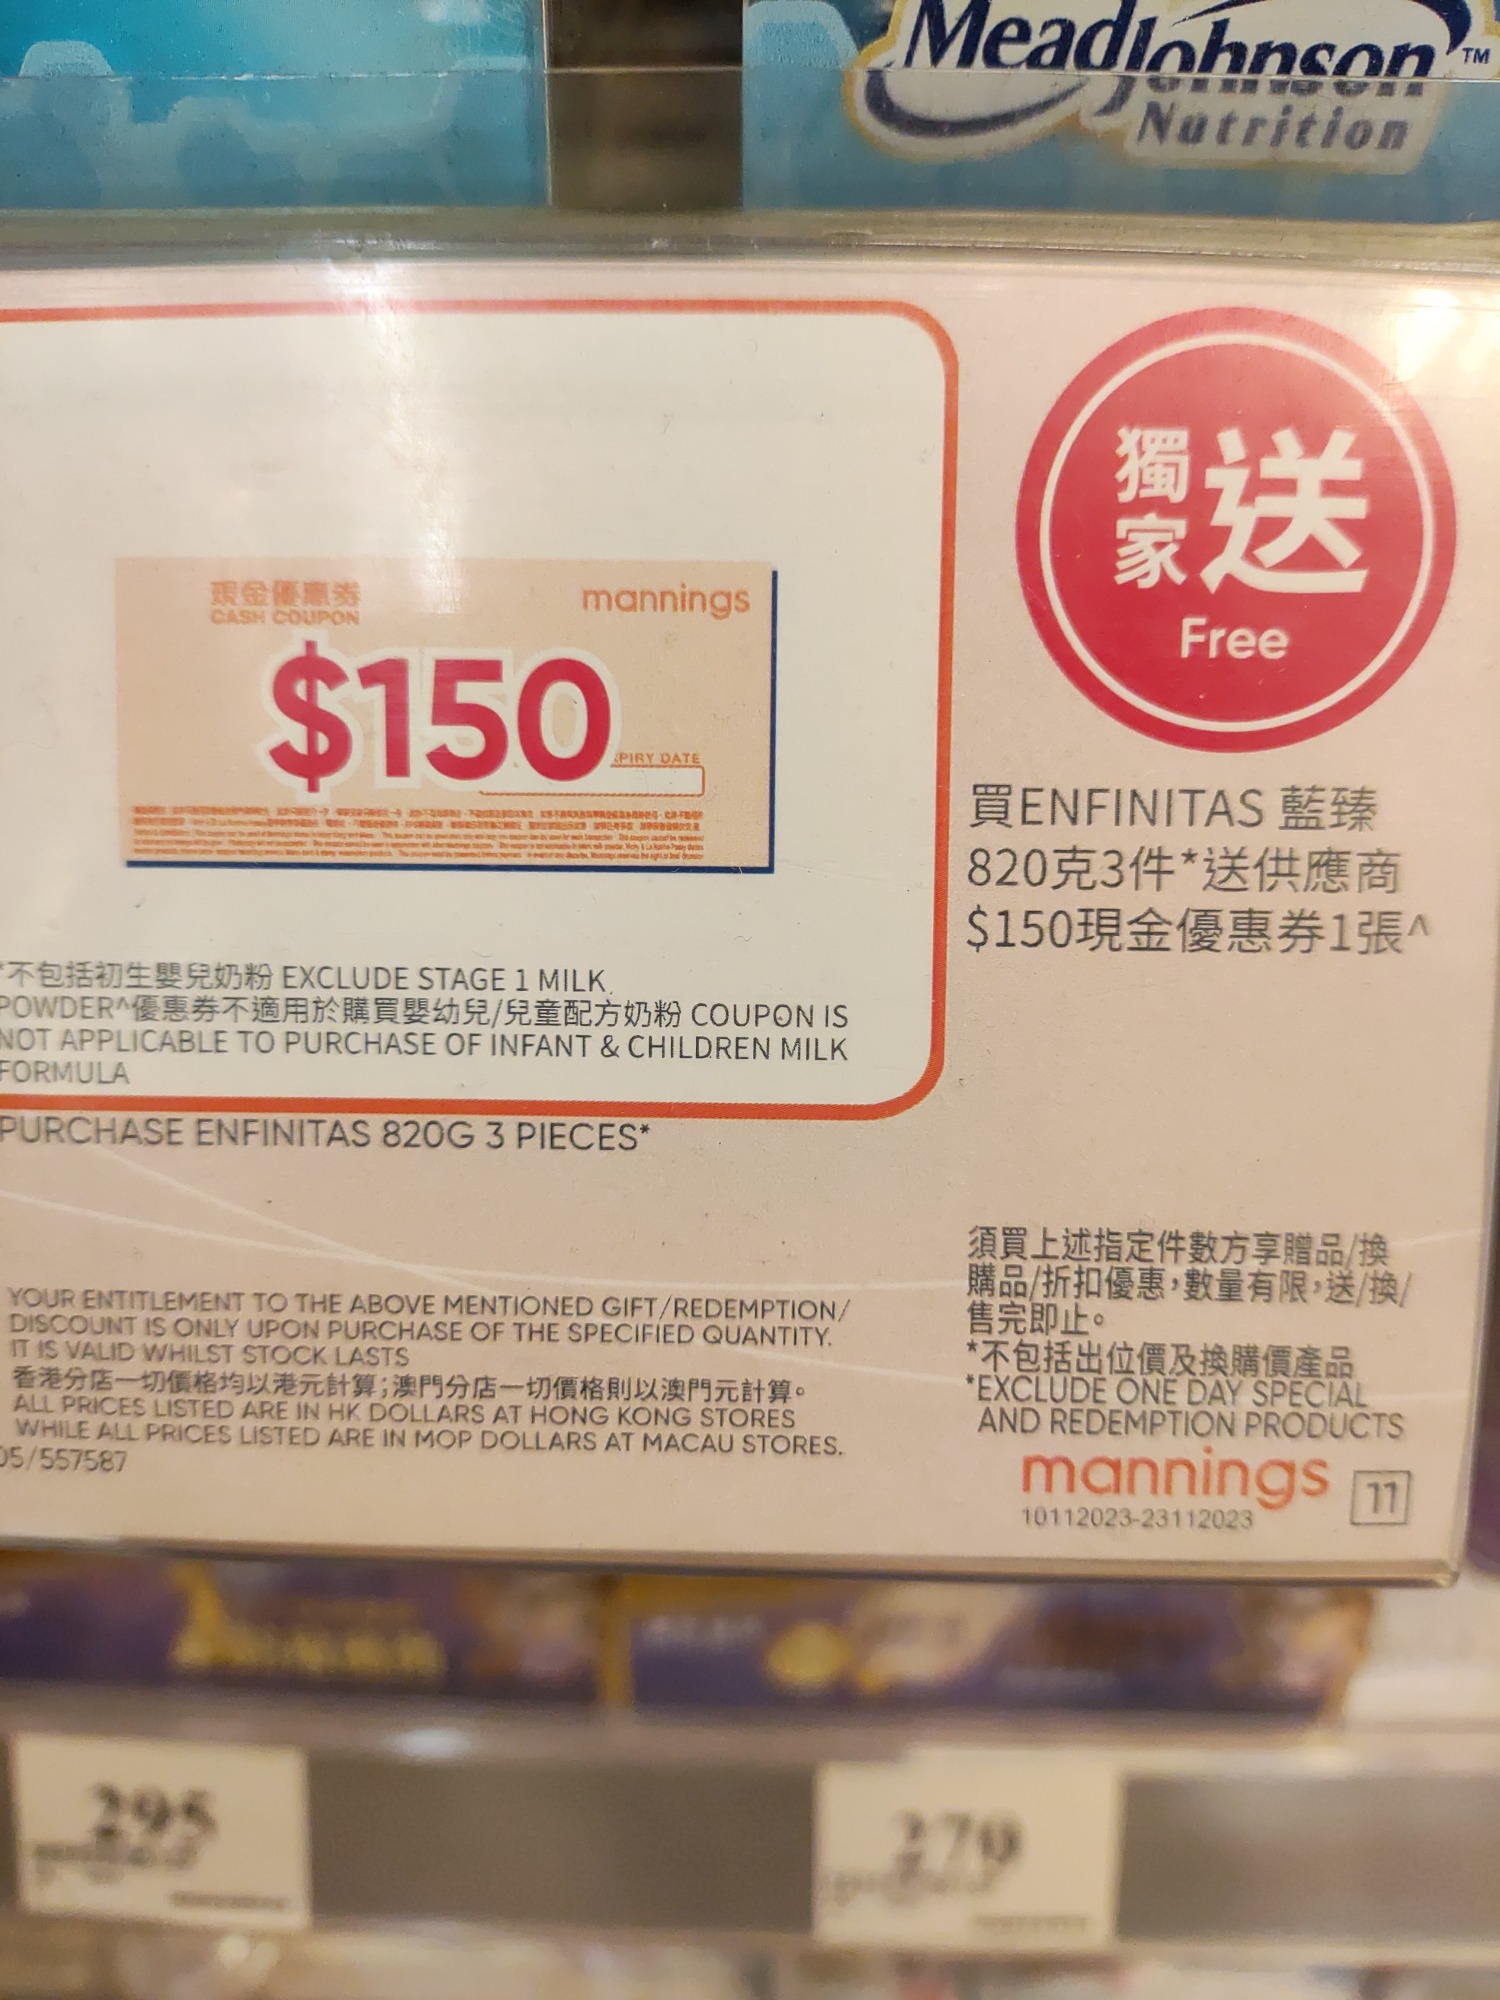 MeadJohnson™
Nutrition
現金優惠券
CASH COUPON
mannings
$150
PIRY DATE
獨家送
Free
買ENFINITAS 藍臻
820克3件*送供應商
$150現金優惠券1張^
*不包括初生嬰兒奶粉 EXCLUDE STAGE 1 MILK
POWDER^優惠券不適用於購買嬰幼兒/兒童配方奶粉 COUPON IS
NOT APPLICABLE TO PURCHASE OF INFANT & CHILDREN MILK
FORMULA
PURCHASE ENFINITAS 820G 3 PIECES*
YOUR ENTITLEMENT TO THE ABOVE MENTIONED GIFT/REDEMPTION/
DISCOUNT IS ONLY UPON PURCHASE OF THE SPECIFIED QUANTITY.
IT IS VALID WHILST STOCK LASTS
香港分店一切價格均以港元計算;澳門分店一切價格則以澳門元計算。
ALL PRICES LISTED ARE IN HK DOLLARS AT HONG KONG STORES
WHILE ALL PRICES LISTED ARE IN MOP DOLLARS AT MACAU STORES.
05/557587
須買上述指定件數方享贈品/換
購品/折扣優惠，數量有限，送/換/
售完即止。
*不包括出位價及換購價產品
*EXCLUDE ONE DAY SPECIAL
AND REDEMPTION PRODUCTS
mannings 11
10112023-23112023
295
270